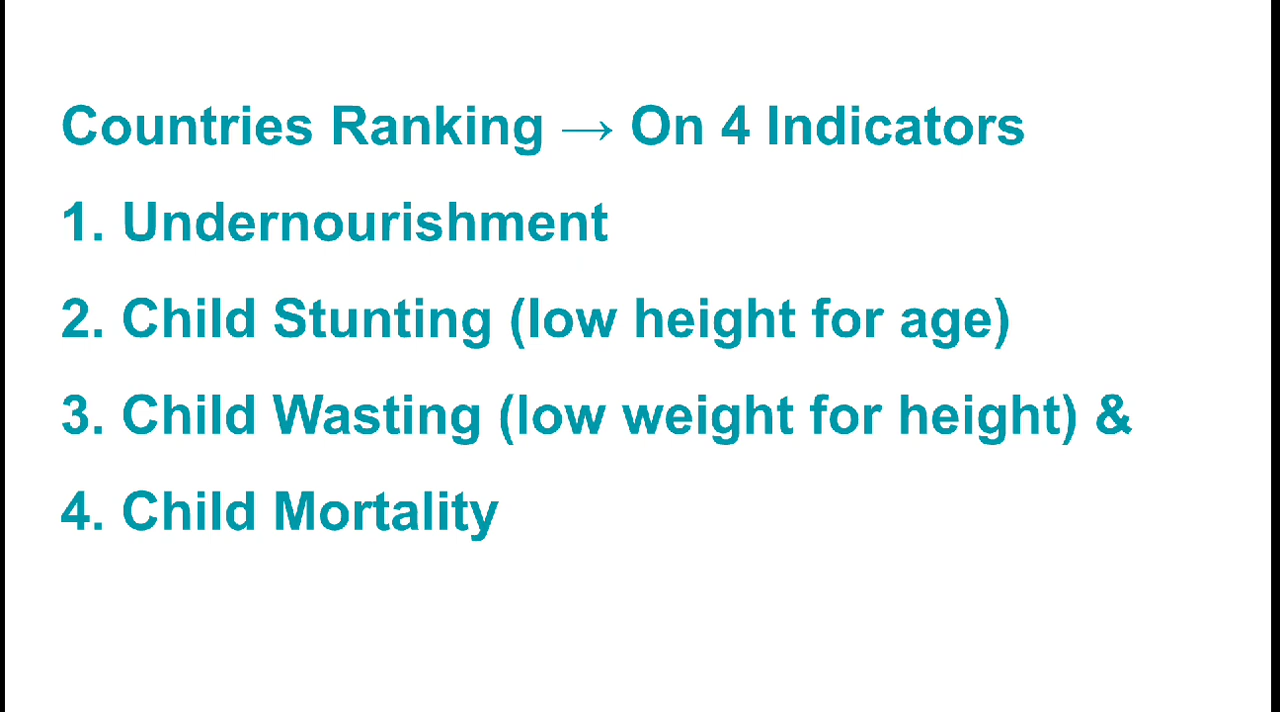 Countries Ranking → On 4 Indicators
1. Undernourishment
2. Child Stunting (low height for age)
3. Child Wasting (low weight for height) &
4. Child Mortality